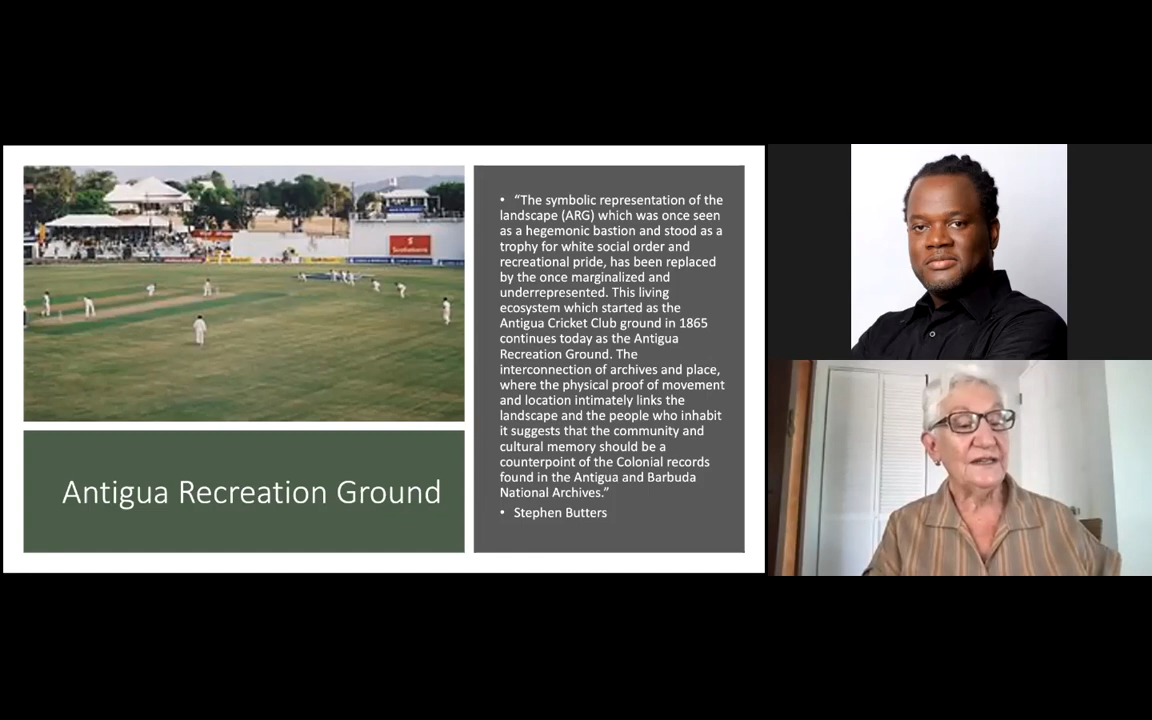 Scotiabank
Antigua Recreation Ground
• “The symbolic representation of the
landscape (ARG) which was once seen
as a hegemonic bastion and stood as a
trophy for white social order and
recreational pride, has been replaced
by the once marginalized and
underrepresented. This living
ecosystem which started as the
Antigua Cricket Club ground in 1865
continues today as the Antigua
Recreation Ground. The
interconnection of archives and place,
where the physical proof of movement
and location intimately links the
landscape and the people who inhabit
it suggests that the community and
cultural memory should be a
counterpoint of the Colonial records
found in the Antigua and Barbuda
National Archives.”
• Stephen Butters